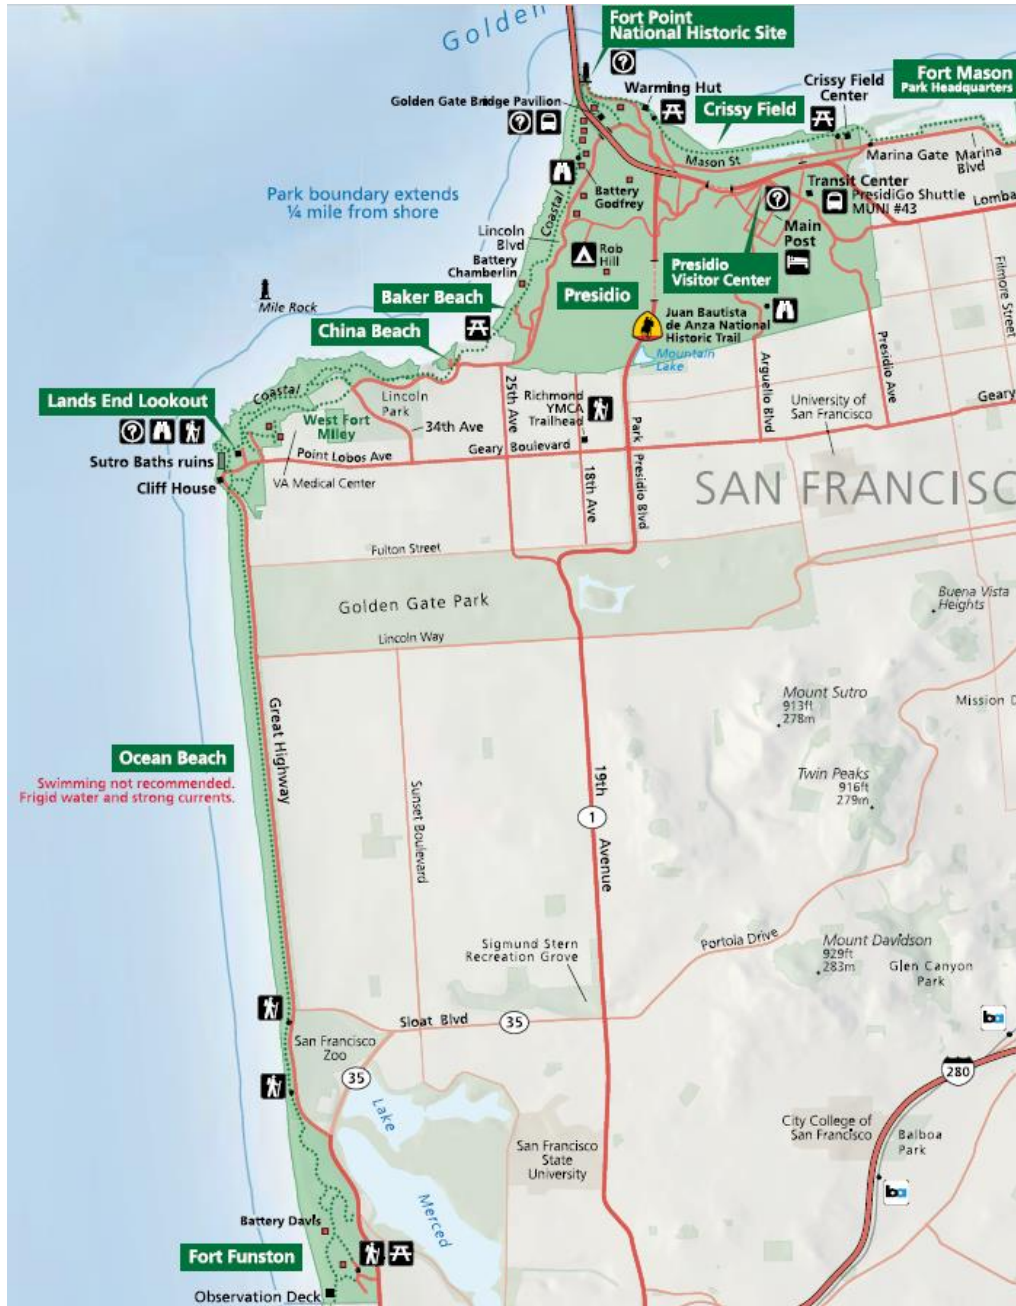 Golden
Fort Point
National Historic Site
Golden Gate Bridge Pavilion
Warming Hut
Crissy Field
Crissy Field
Center
Fort Mason
Park Headquarters
Mason St
Marina Gate
Marina
Blvd
Park boundary extends
¼ mile from shore
Coastal
Battery
Godfrey
Transit Center
PresidiGo Shuttle
MUNI #43
Lomba
Lincoln
Blvd
Battery
Chamberlin
Rob
Hill
Main
Post
Presidio
Visitor Center
Presidio
Filmore Street
Mile Rock
Baker Beach
China Beach
Juan Bautista
de Anza National
Historic Trail
Mountain
Lake
Coastal
Lands End Lookout
Lincoln
Park
25th Ave
Richmond
YMCA
Trailhead
Arguello Blvd
Presidio Ave
University of
San Francisco
Geary
West Fort
Miley
34th Ave
Park Presidio Blvd
Sutro Baths ruins
Point Lobos Ave
Geary Boulevard
Cliff House
VA Medical Center
18th Ave
SAN FRANCISC
Fulton Street
Golden Gate Park
Buena Vista
Heights
Lincoln Way
Great Highway
Mount Sutro
913ft
278m
Mission D
Ocean Beach
Swimming not recommended.
Frigid water and strong currents.
Sunset Boulevard
19th Avenue
1
Twin Peaks
916ft
279m
Sigmund Stern
Recreation Grove
Portola Drive
Mount Davidson
929ft
283m
Glen Canyon
Park
Sloat Blvd
35
San Francisco
Zoo
35
ba
280
Lake Merced
San Francisco
State
University
City College of
San Francisco
Balboa
Park
ba
Battery Davis
Fort Funston
Observation Deck